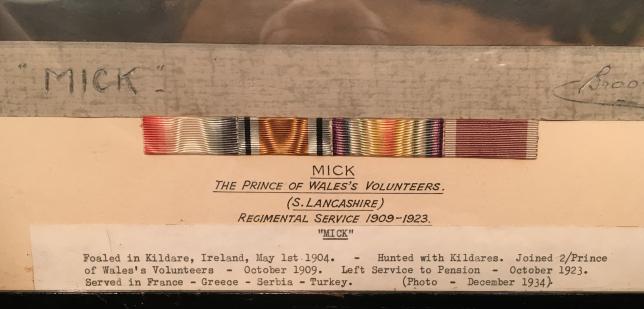 "MICK"
MICK
THE PRINCE OF WALES'S VOLUNTEERS.
(S. LANCASHIRE)
REGIMENTAL SERVICE 1909-1923.
"MICK"
Foaled in Kildare, Ireland, May 1st 1904. - Hunted with Kildares. Joined 2/Prince
of Wales's Volunteers - October 1909. Left Service to Pension - October 1923.
Served in France - Greece - Serbia - Turkey. (Photo - December 1934)